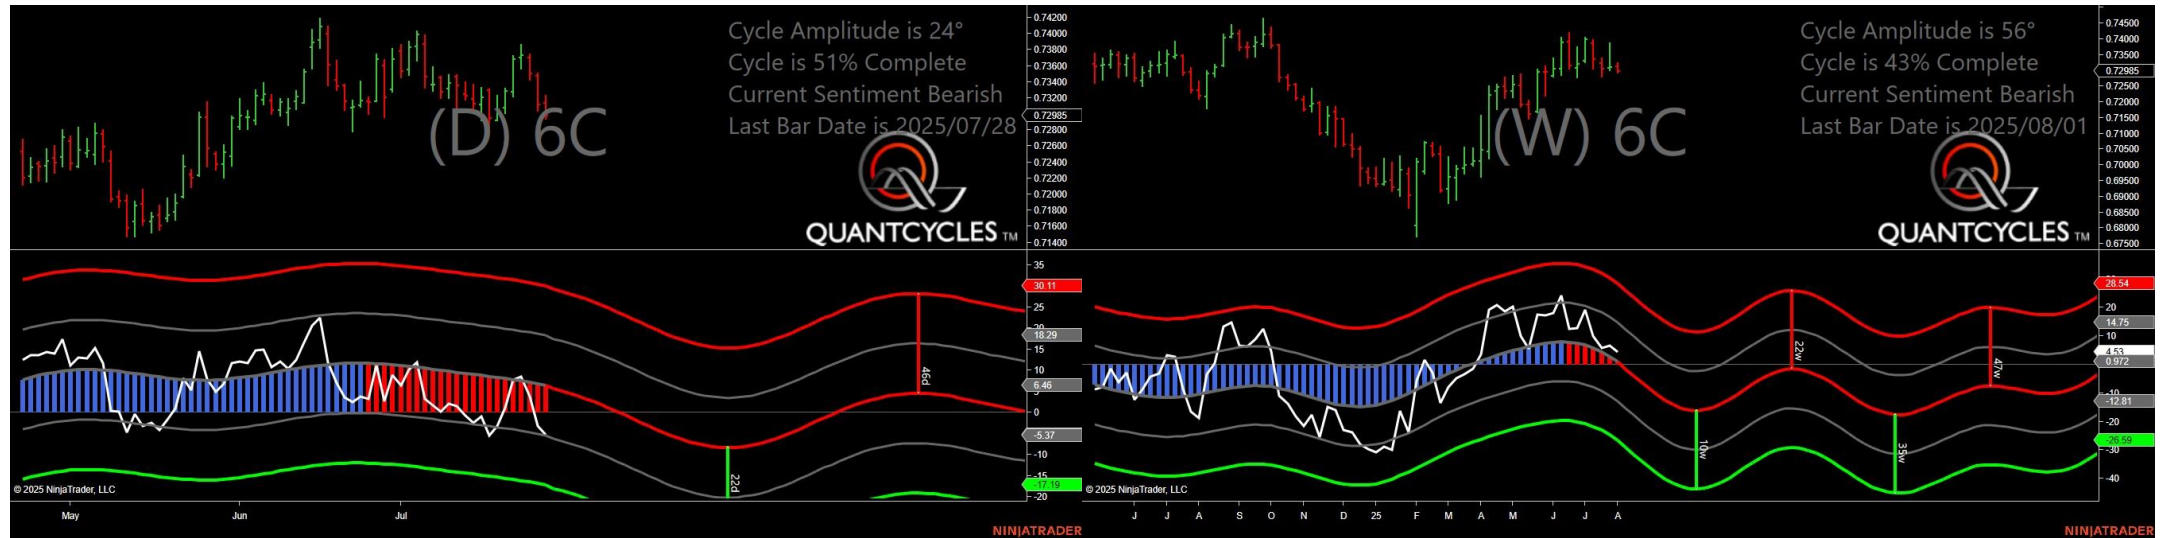 Cycle Amplitude is 24°
Cycle is 51% Complete
Current Sentiment Bearish
Last Bar Date is 2025/07/28
(D) 6C
QUANTCYCLES TM
0.74200
0.74000
0.73800
0.73600
0.73400
0.73200
0.72985
0.72800
0.72600
0.72400
0.72200
0.72000
0.71800
0.71600
0.71400
35
30.11
25
18.29
15
10
6.46
5
0
-5.37
-10
-15
-17.19
-20
46d
22d
© 2025 NinjaTrader, LLC
May Jun Jul
NINJATRADER
Cycle Amplitude is 56°
Cycle is 43% Complete
Current Sentiment Bearish
Last Bar Date is 2025/08/01
(W) 6C
QUANTCYCLES TM
0.74500
0.74000
0.73500
0.72985
0.72500
0.72000
0.71500
0.71000
0.70500
0.70000
0.69500
0.69000
0.68500
0.68000
0.67500
28.54
20
14.75
10
4.53
0.972
-10
-12.81
-20
-26.59
-30
-40
22w
47w
10w
35w
© 2025 NinjaTrader, LLC
J J A S O N D 25 F M A M J J A
NINJATRADER